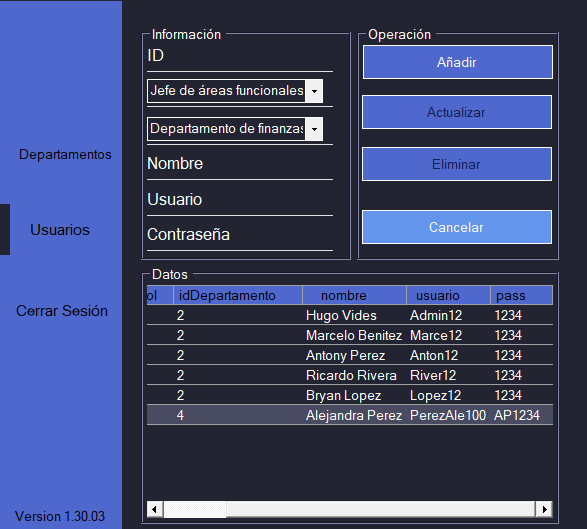 Departamentos
Usuarios
Cerrar Sesión
Version 1.30.03
Información
ID
Jefe de áreas funcionales
Departamento de finanzas
Nombre
Usuario
Contraseña
Operación
Añadir
Actualizar
Eliminar
Cancelar
Datos
ol idDepartamento nombre usuario pass
2 Hugo Vides Admin12 1234
2 Marcelo Benitez Marce12 1234
2 Antony Perez Anton12 1234
2 Ricardo Rivera River12 1234
2 Bryan Lopez Lopez12 1234
4 Alejandra Perez PerezAle100 AP1234